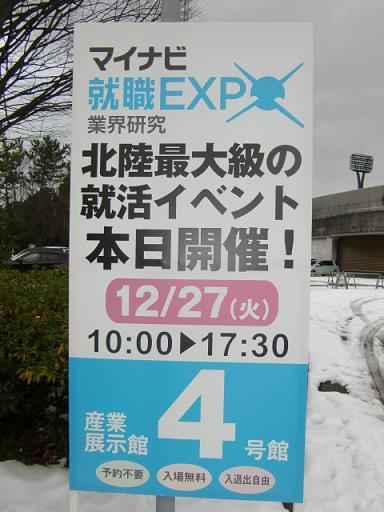 マイナビ
就職EXPO
業界研究
北陸最大級の
就活イベント
本日開催！
12/27(火)
10:00▶17:30
産業
展示館
4
号館
予約不要
入場無料
入退出自由